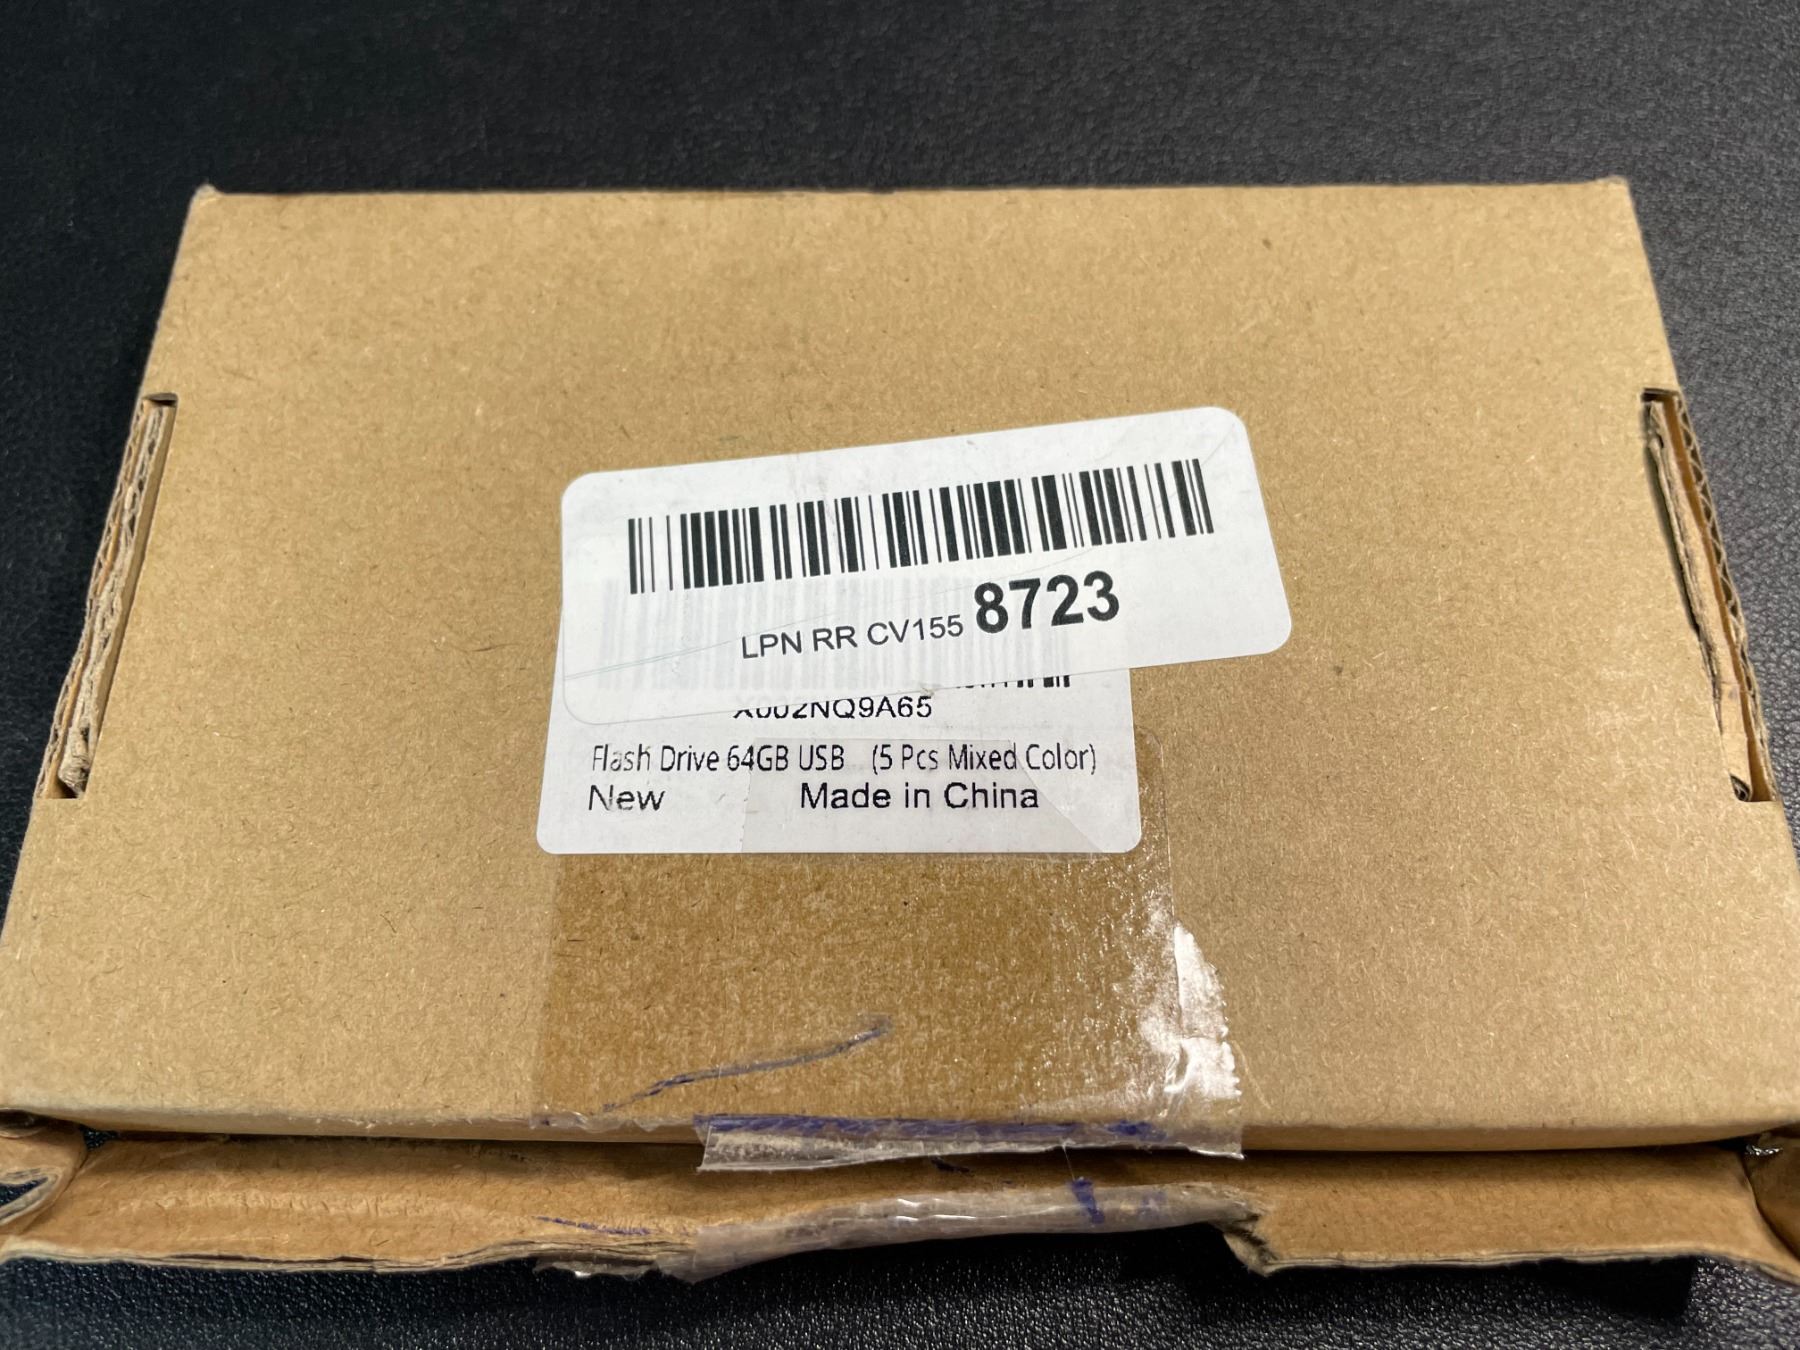 LPN RR CV155 8723
X002NQ9A65
Flash Drive 64GB USB (5 Pcs Mixed Color)
New Made in China